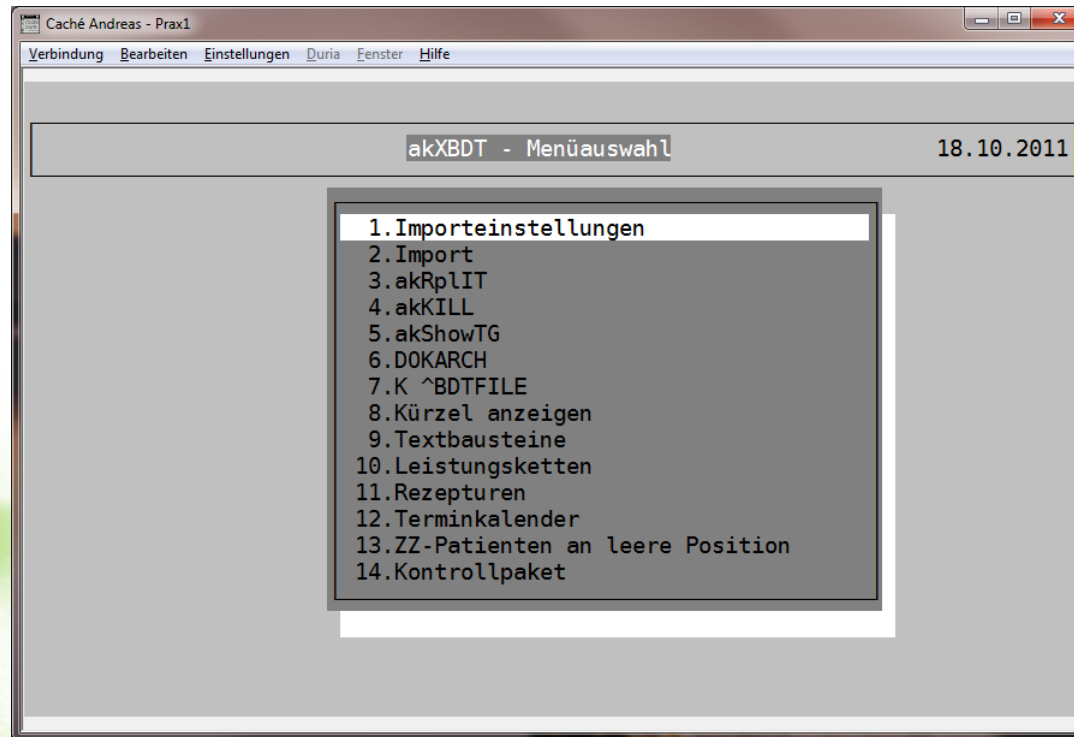 Caché Andreas - Prax1
Verbindung Bearbeiten Einstellungen Duria Fenster Hilfe
akXBDT - Menüauswahl 18.10.2011
1.Importeinstellungen
2.Import
3.akRplIT
4.akKILL
5.akShowTG
6.DOKARCH
7.K ^BDTFILE
8.Kürzel anzeigen
9.Textbausteine
10.Leistungsketten
11.Rezepturen
12.Terminkalender
13.ZZ-Patienten an leere Position
14.Kontrollpaket